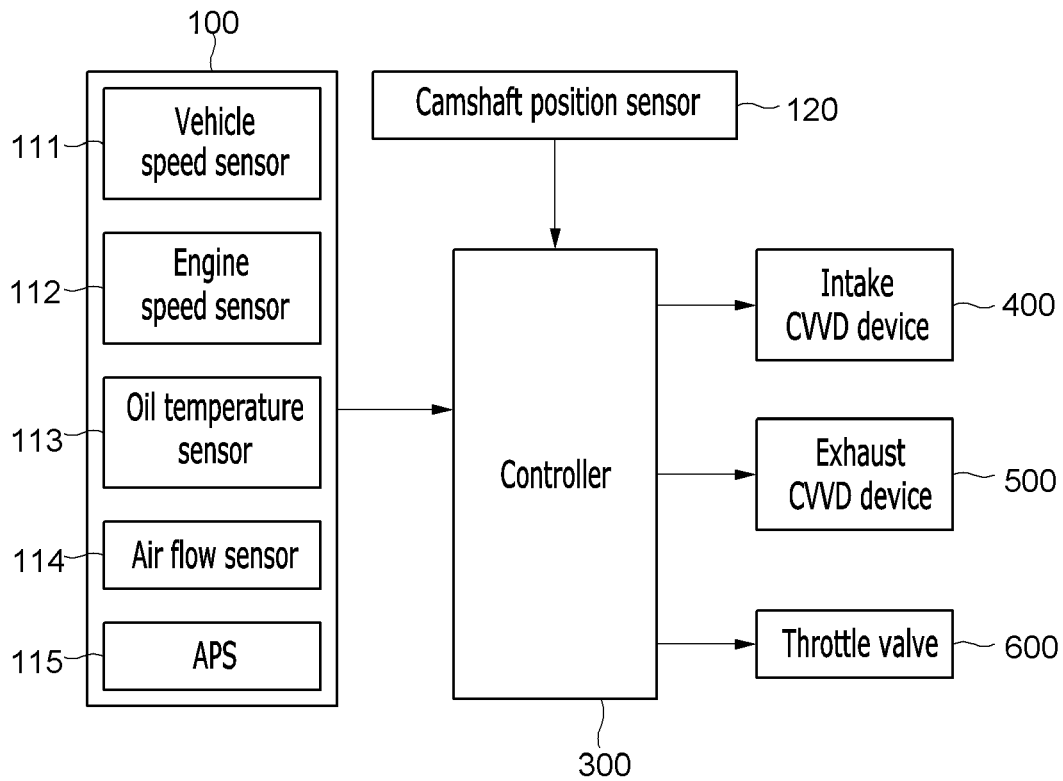 100
Vehicle
speed sensor
111
Engine
speed sensor
112
Oil temperature
sensor
113
Air flow sensor
114
APS
115
Camshaft position sensor
120
Controller
300
Intake
CVVD device
400
Exhaust
CVVD device
500
Throttle valve
600